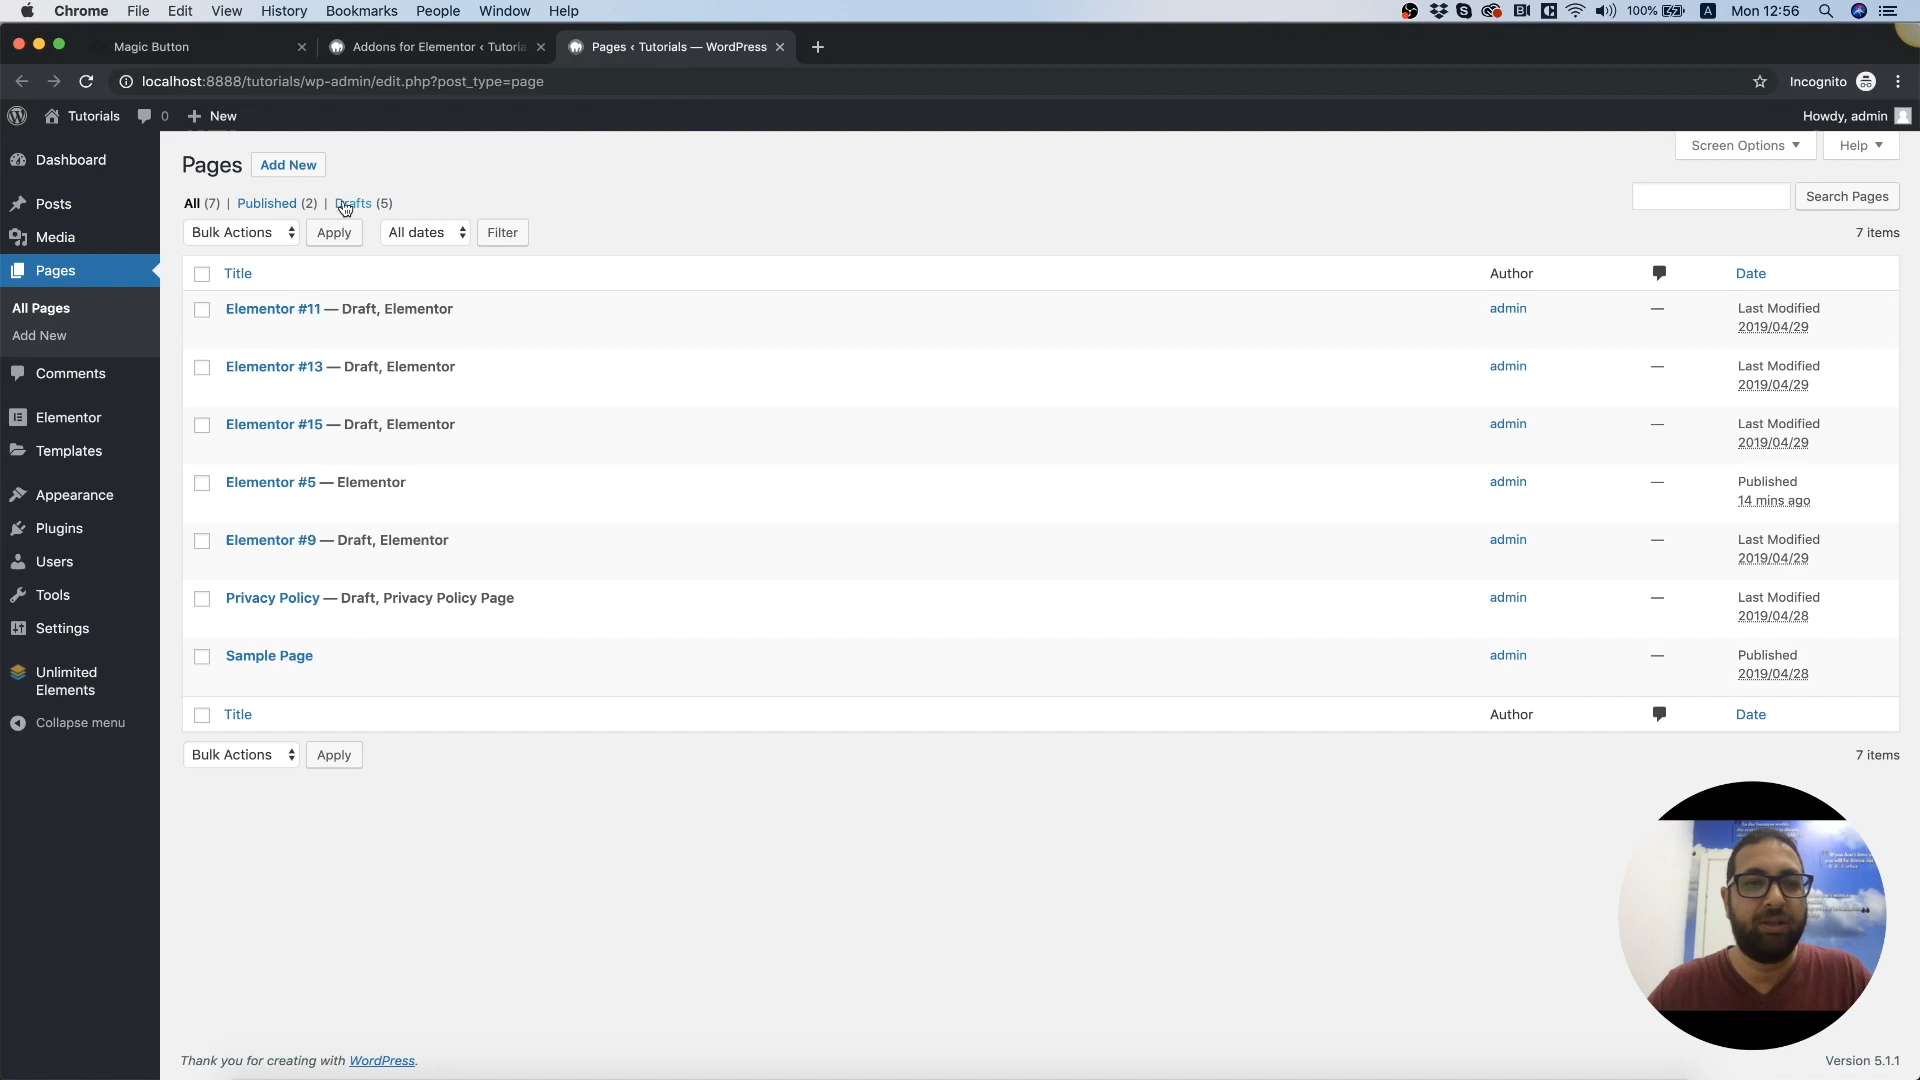 Chrome File Edit View History Bookmarks People Window Help 100% A Mon 12:56
Magic Button Addons for Elementor ‹ Tutoria Pages ‹ Tutorials — WordPress
localhost:8888/tutorials/wp-admin/edit.php?post_type=page Incognito
Tutorials 0 New Howdy, admin
Screen Options Help
Pages Add New
All (7) | Published (2) | Drafts (5)
Search Pages
Bulk Actions Apply All dates Filter 7 items
Title Author Date
Elementor #11 — Draft, Elementor admin — Last Modified
2019/04/29
Elementor #13 — Draft, Elementor admin — Last Modified
2019/04/29
Elementor #15 — Draft, Elementor admin — Last Modified
2019/04/29
Elementor #5 — Elementor admin — Published
14 mins ago
Elementor #9 — Draft, Elementor admin — Last Modified
2019/04/29
Privacy Policy — Draft, Privacy Policy Page admin — Last Modified
2019/04/28
Sample Page admin — Published
2019/04/28
Title Author Date
Bulk Actions Apply 7 items
Dashboard
Posts
Media
Pages
All Pages
Add New
Comments
Elementor
Templates
Appearance
Plugins
Users
Tools
Settings
Unlimited
Elements
Collapse menu
Thank you for creating with WordPress. Version 5.1.1